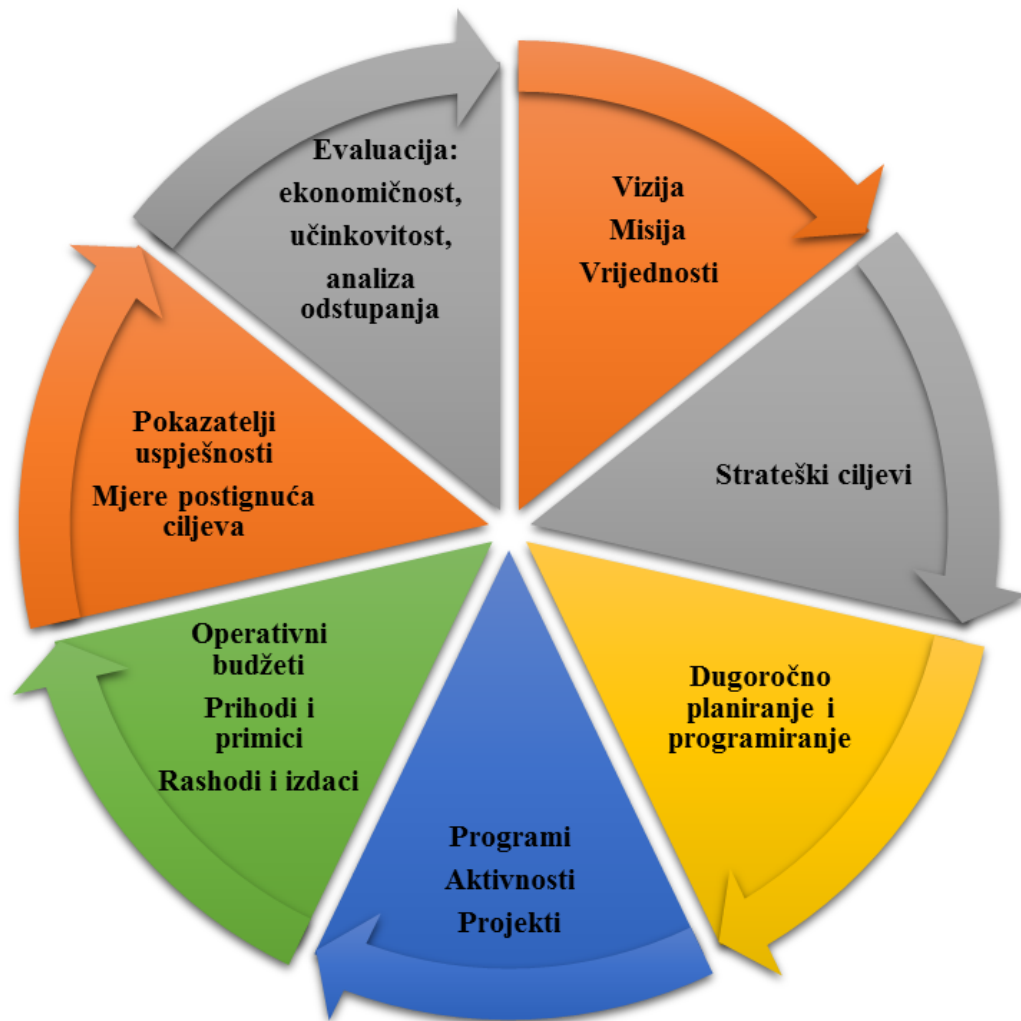 Vizija
Misija
Vrijednosti
Strateški ciljevi
Dugoročno
planiranje i
programiranje
Programi
Aktivnosti
Projekti
Operativni
budžeti
Prihodi i
primici
Rashodi i izdaci
Pokazatelji
uspješnosti
Mjere postignuća
ciljeva
Evaluacija:
ekonomičnost,
učinkovitost,
analiza
odstupanja